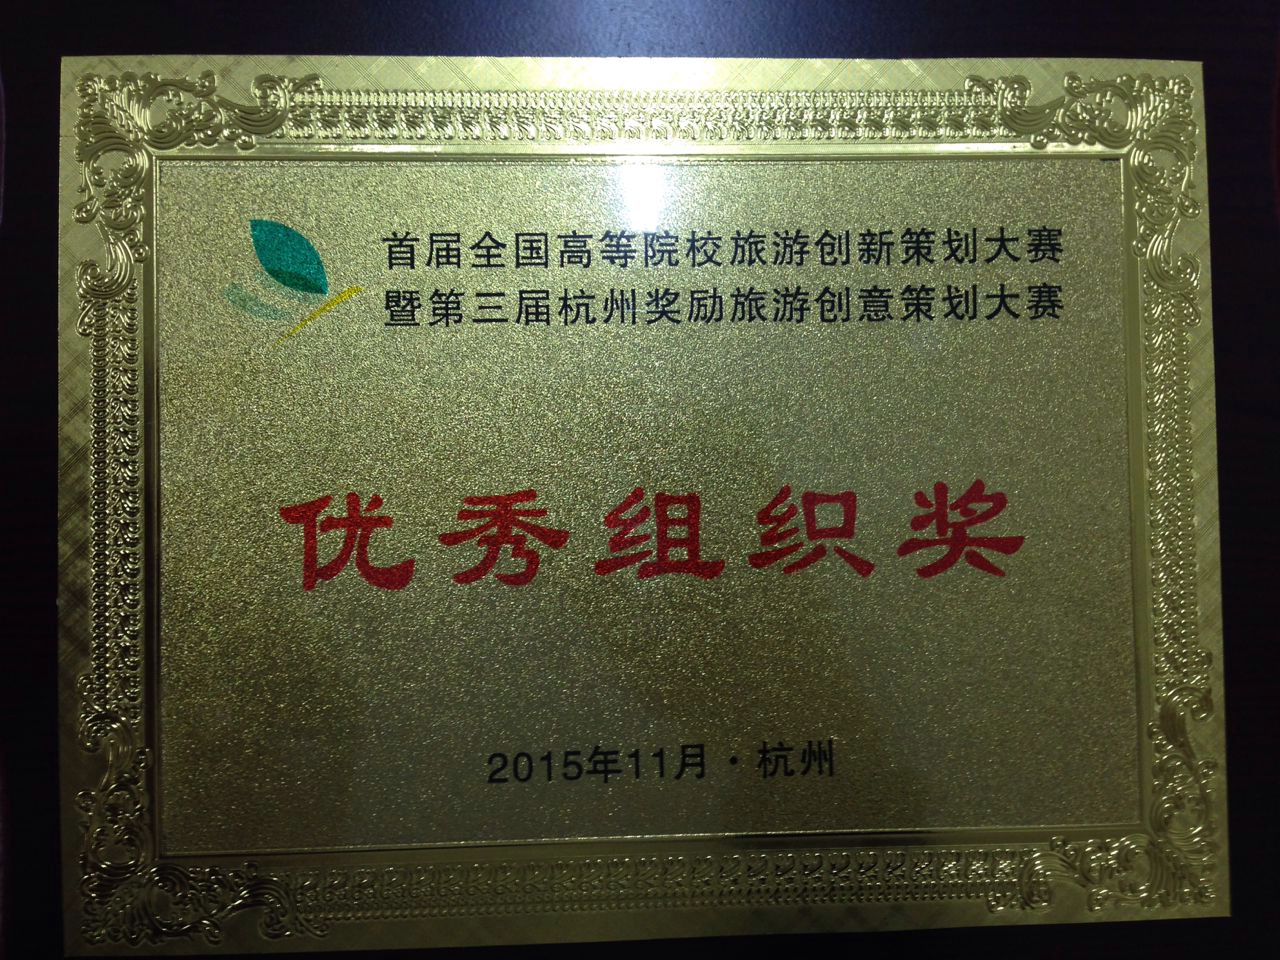 首届全国高等院校旅游创新策划大赛
暨第三届杭州奖励旅游创意策划大赛
优秀组织奖
2015年11月·杭州